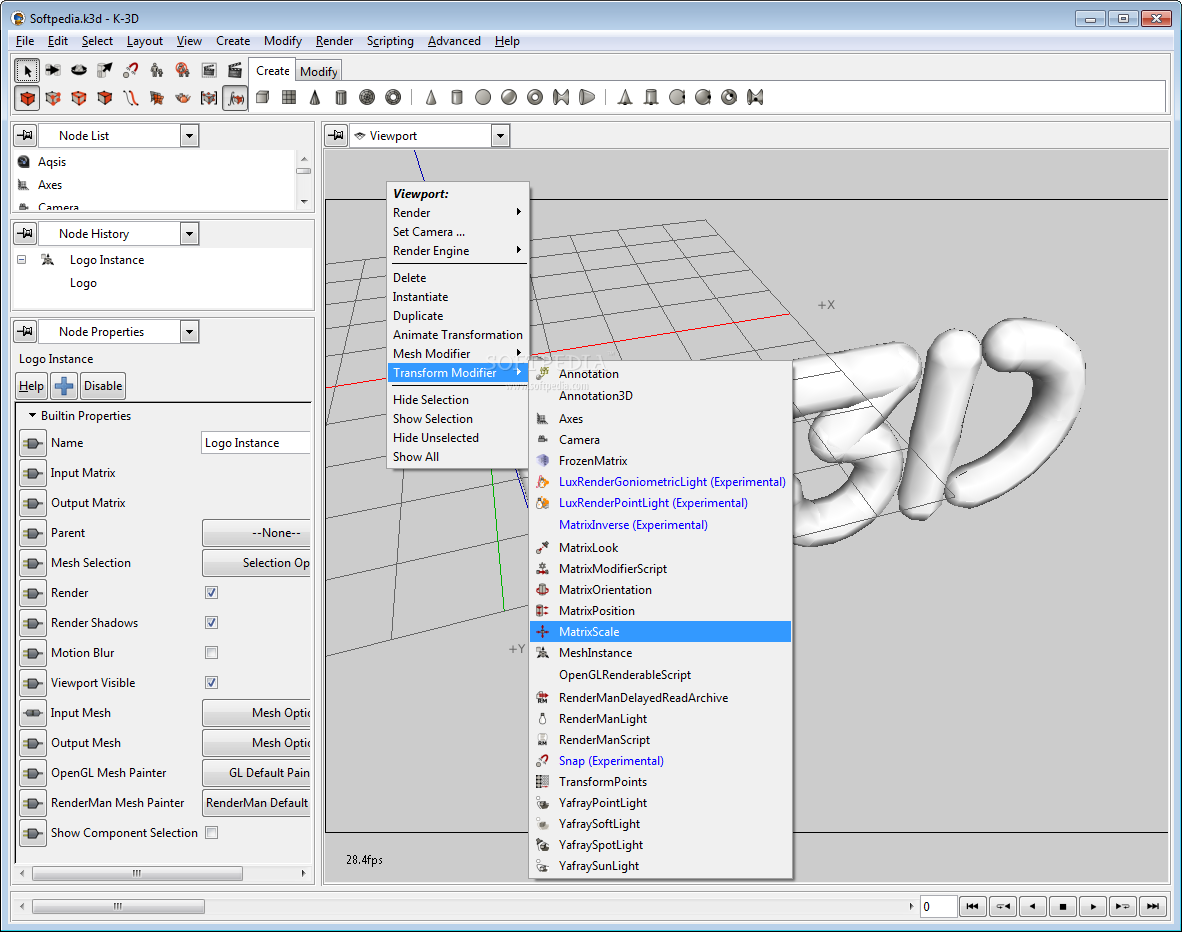 Softpedia.k3d - K-3D
File Edit Select Layout View Create Modify Render Scripting Advanced Help
Create Modify
Node List
Aqsis
Axes
Camera
Node History
Logo Instance
Logo
Node Properties
Logo Instance
Help Disable
Builtin Properties
Name Logo Instance
Input Matrix
Output Matrix
Parent --None--
Mesh Selection Selection Op
Render
Render Shadows
Motion Blur
Viewport Visible
Input Mesh Mesh Optio
Output Mesh Mesh Optio
OpenGL Mesh Painter GL Default Pain
RenderMan Mesh Painter RenderMan Default
Show Component Selection
Viewport
Viewport:
Render
Set Camera ...
Render Engine
Delete
Instantiate
Duplicate
Animate Transformation
Mesh Modifier
Transform Modifier
Hide Selection
Show Selection
Hide Unselected
Show All
Annotation
Annotation3D
Axes
Camera
FrozenMatrix
LuxRenderGoniometricLight (Experimental)
LuxRenderPointLight (Experimental)
MatrixInverse (Experimental)
MatrixLook
MatrixModifierScript
MatrixOrientation
MatrixPosition
MatrixScale
MeshInstance
OpenGLRenderableScript
RenderManDelayedReadArchive
RenderManLight
RenderManScript
Snap (Experimental)
TransformPoints
YafrayPointLight
YafraySoftLight
YafraySpotLight
YafraySunLight
SOFTPEDIA
www.softpedia.com
+X
+Y
3D
28.4fps
0